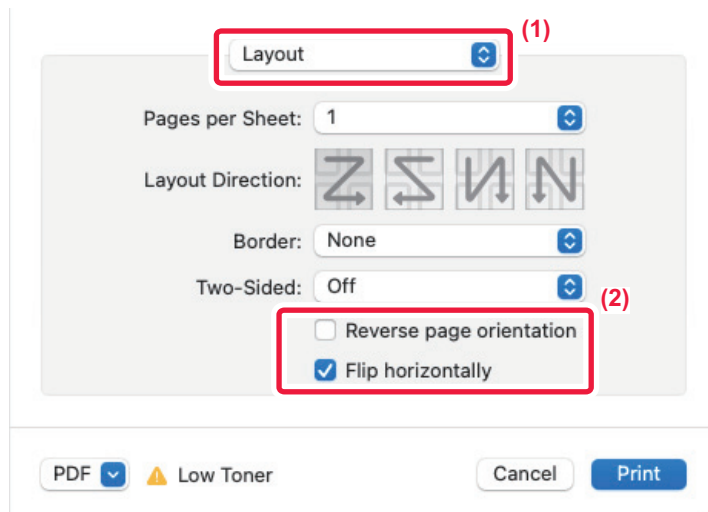 (1)
Layout
Pages per Sheet: 1
Layout Direction:
Border: None
Two-Sided: Off
(2)
Reverse page orientation
Flip horizontally
PDF Low Toner Cancel Print